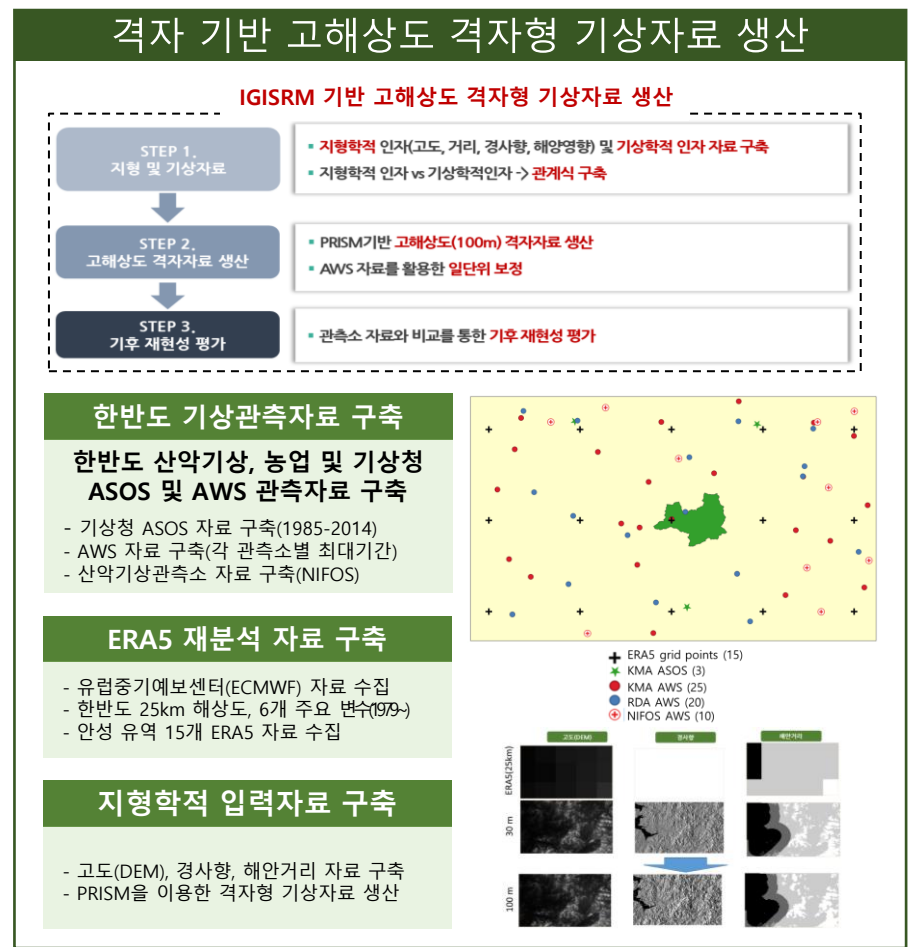 격자 기반 고해상도 격자형 기상자료 생산
IGISRM 기반 고해상도 격자형 기상자료 생산
STEP 1.
지형 및 기상자료
▪ 지형학적 인자(고도, 거리, 경사향, 해양영향) 및 기상학적 인자 자료 구축
▪ 지형학적 인자 vs 기상학적인자 -> 관계식 구축
STEP 2.
고해상도 격자자료 생산
▪ PRISM기반 고해상도(100m) 격자자료 생산
▪ AWS 자료를 활용한 일단위 보정
STEP 3.
기후 재현성 평가
▪ 관측소 자료와 비교를 통한 기후 재현성 평가
한반도 기상관측자료 구축
한반도 산악기상, 농업 및 기상청
ASOS 및 AWS 관측자료 구축
- 기상청 ASOS 자료 구축(1985-2014)
- AWS 자료 구축(각 관측소별 최대기간)
- 산악기상관측소 자료 구축(NIFOS)
ERA5 재분석 자료 구축
- 유럽중기예보센터(ECMWF) 자료 수집
- 한반도 25km 해상도, 6개 주요 변수(1979~)
- 안성 유역 15개 ERA5 자료 수집
지형학적 입력자료 구축
- 고도(DEM), 경사향, 해안거리 자료 구축
- PRISM을 이용한 격자형 기상자료 생산
ERA5 grid points (15)
KMA ASOS (3)
KMA AWS (25)
RDA AWS (20)
NIFOS AWS (10)
고도(DEM)
경사향
해안거리
ERA5(25km)
30 m
100 m